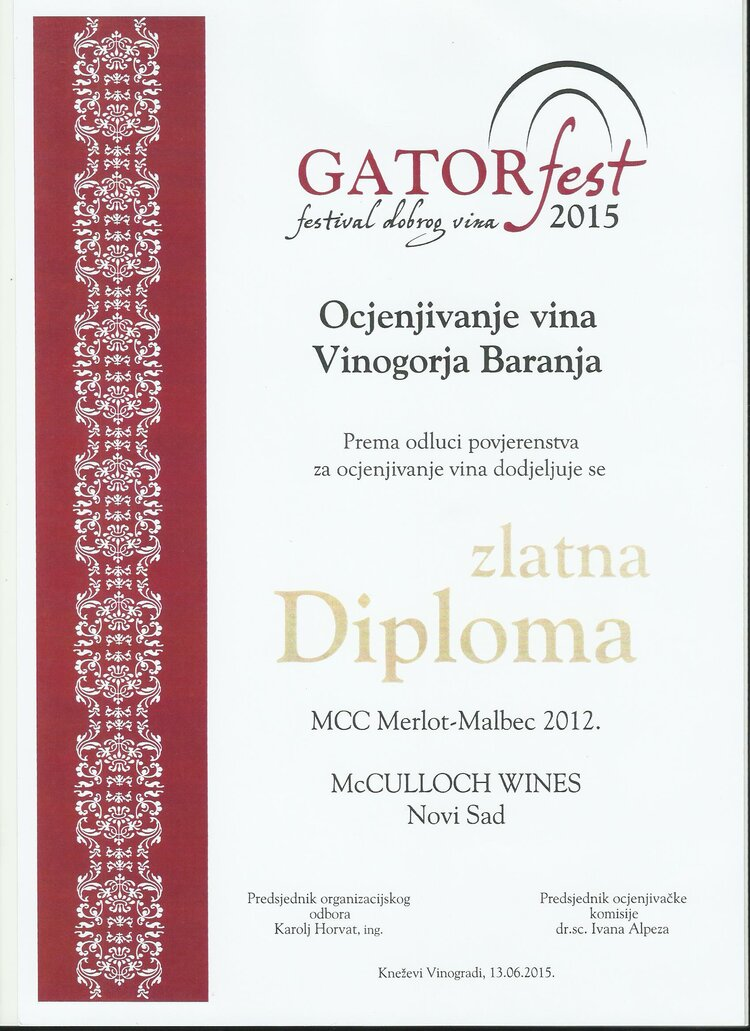 GATORfest
festival dobrog vina 2015
Ocjenjivanje vina
Vinogorja Baranja
Prema odluci povjerenstva
za ocjenjivanje vina dodjeljuje se
zlatna
Diploma
MCC Merlot-Malbec 2012.
McCULLOCH WINES
Novi Sad
Predsjednik organizacijskog
odbora
Karolj Horvat, ing.
Predsjednik ocjenjivačke
komisije
dr.sc. Ivana Alpeza
Kneževi Vinogradi, 13.06.2015.